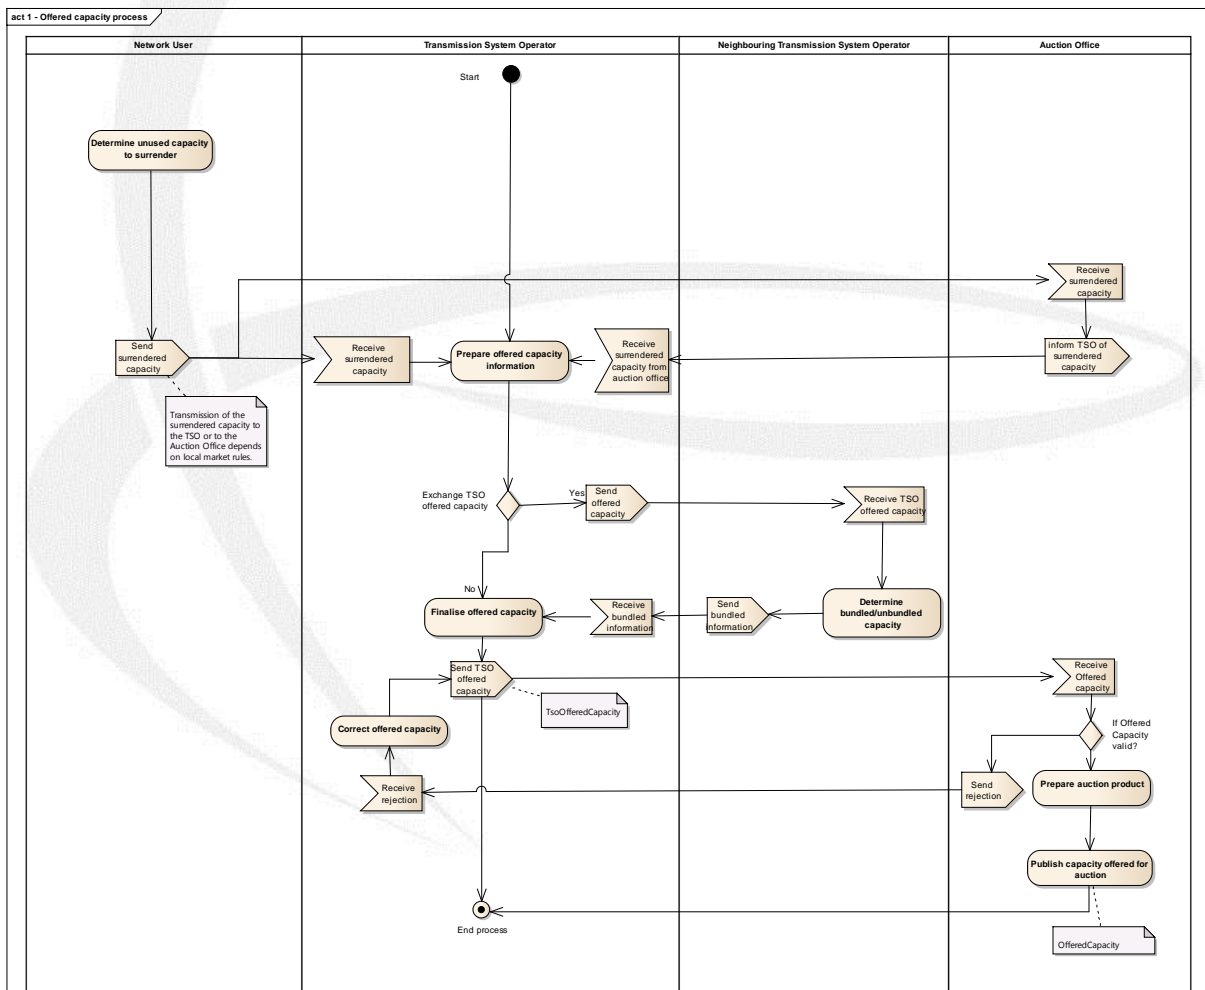 act 1 - Offered capacity process
Network User
Transmission System Operator
Neighbouring Transmission System Operator
Auction Office
Start
Determine unused capacity
to surrender
Receive
surrendered
capacity
Send
surrendered
capacity
Receive
surrendered
capacity
Prepare offered capacity
information
Receive
surrendered
capacity from
auction office
inform TSO of
surrendered
capacity
Transmission of the
surrendered capacity to
the TSO or to the
Auction Office depends
on local market rules.
Exchange TSO
offered capacity
Yes
Send
offered
capacity
Receive TSO
offered capacity
No
Finalise offered capacity
Receive
bundled
information
Send
bundled
information
Determine
bundled/unbundled
capacity
Send TSO
offered
capacity
Receive
Offered
capacity
TsoOfferedCapacity
Correct offered capacity
If Offered
Capacity
valid?
Receive
rejection
Send
rejection
Prepare auction product
Publish capacity offered for
auction
End process
OfferedCapacity